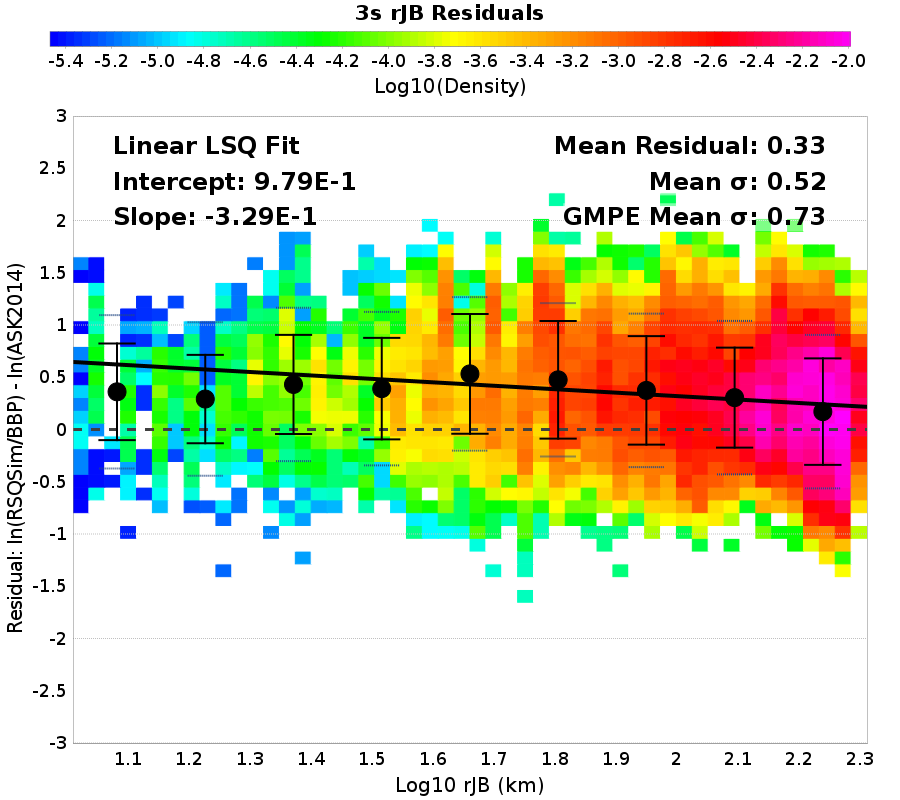 3s rJB Residuals
-5.4 -5.2 -5.0 -4.8 -4.6 -4.4 -4.2 -4.0 -3.8 -3.6 -3.4 -3.2 -3.0 -2.8 -2.6 -2.4 -2.2 -2.0
Log10(Density)
Linear LSQ Fit
Intercept: 9.79E-1
Slope: -3.29E-1
Mean Residual: 0.33
Mean σ: 0.52
GMPE Mean σ: 0.73
Residual: ln(RSQSim/BBP) - ln(ASK2014)
3
2.5
2
1.5
1
0.5
0
-0.5
-1
-1.5
-2
-2.5
-3
1.1 1.2 1.3 1.4 1.5 1.6 1.7 1.8 1.9 2 2.1 2.2 2.3
Log10 rJB (km)